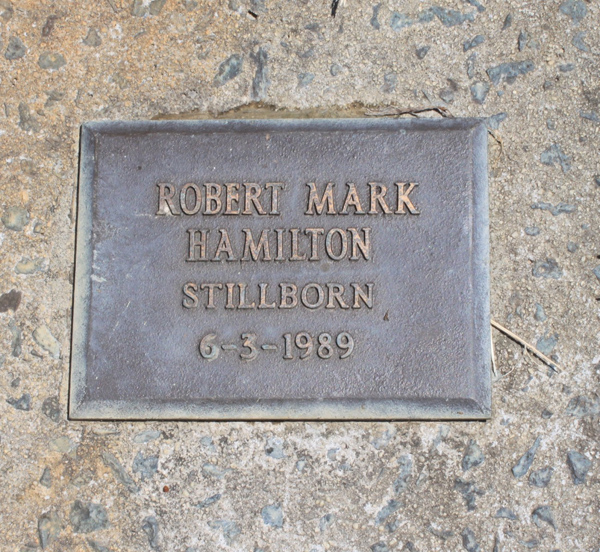 ROBERT MARK
HAMILTON
STILLBORN
6-3-1989